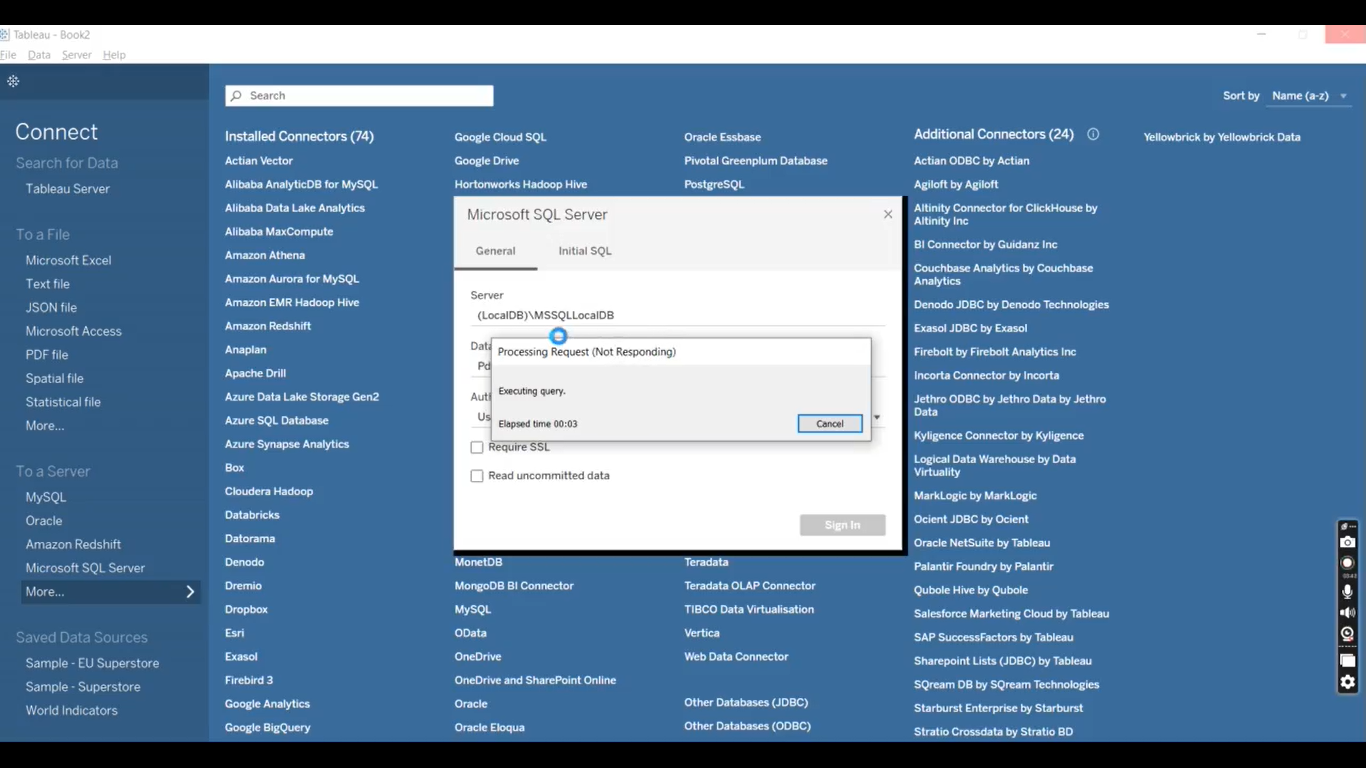 Tableau - Book2
File Data Server Help
Connect
Search for Data
Tableau Server
To a File
Microsoft Excel
Text file
JSON file
Microsoft Access
PDF file
Spatial file
Statistical file
More...
To a Server
MySQL
Oracle
Amazon Redshift
Microsoft SQL Server
More...
Saved Data Sources
Sample - EU Superstore
Sample - Superstore
World Indicators
Search
Sort by Name (a-z)
Installed Connectors (74)
Actian Vector
Alibaba AnalyticDB for MySQL
Alibaba Data Lake Analytics
Alibaba MaxCompute
Amazon Athena
Amazon Aurora for MySQL
Amazon EMR Hadoop Hive
Amazon Redshift
Anaplan
Apache Drill
Azure Data Lake Storage Gen2
Azure SQL Database
Azure Synapse Analytics
Box
Cloudera Hadoop
Databricks
Datorama
Denodo
Dremio
Dropbox
Esri
Exasol
Firebird 3
Google Analytics
Google BigQuery
Google Cloud SQL
Google Drive
Hortonworks Hadoop Hive
MonetDB
MongoDB BI Connector
MySQL
OData
OneDrive
OneDrive and SharePoint Online
Oracle
Oracle Eloqua
Oracle Essbase
Pivotal Greenplum Database
PostgreSQL
Teradata
Teradata OLAP Connector
TIBCO Data Virtualisation
Vertica
Web Data Connector
Other Databases (JDBC)
Other Databases (ODBC)
Microsoft SQL Server
General Initial SQL
Server
(LocalDB)\MSSQLLocalDB
Processing Request (Not Responding)
Executing query.
Elapsed time 00:03
Cancel
Require SSL
Read uncommitted data
Sign In
Additional Connectors (24)
Actian ODBC by Actian
Agiloft by Agiloft
Altinity Connector for ClickHouse by
Altinity Inc
BI Connector by Guidanz Inc
Couchbase Analytics by Couchbase
Analytics
Denodo JDBC by Denodo Technologies
Exasol JDBC by Exasol
Firebolt by Firebolt Analytics Inc
Incorta Connector by Incorta
Jethro ODBC by Jethro Data by Jethro
Data
Kyligence Connector by Kyligence
Logical Data Warehouse by Data
Virtuality
MarkLogic by MarkLogic
Ocient JDBC by Ocient
Oracle NetSuite by Tableau
Palantir Foundry by Palantir
Qubole Hive by Qubole
Salesforce Marketing Cloud by Tableau
SAP SuccessFactors by Tableau
Sharepoint Lists (JDBC) by Tableau
SQream DB by SQream Technologies
Starburst Enterprise by Starburst
Stratio Crossdata by Stratio BD
Yellowbrick by Yellowbrick Data